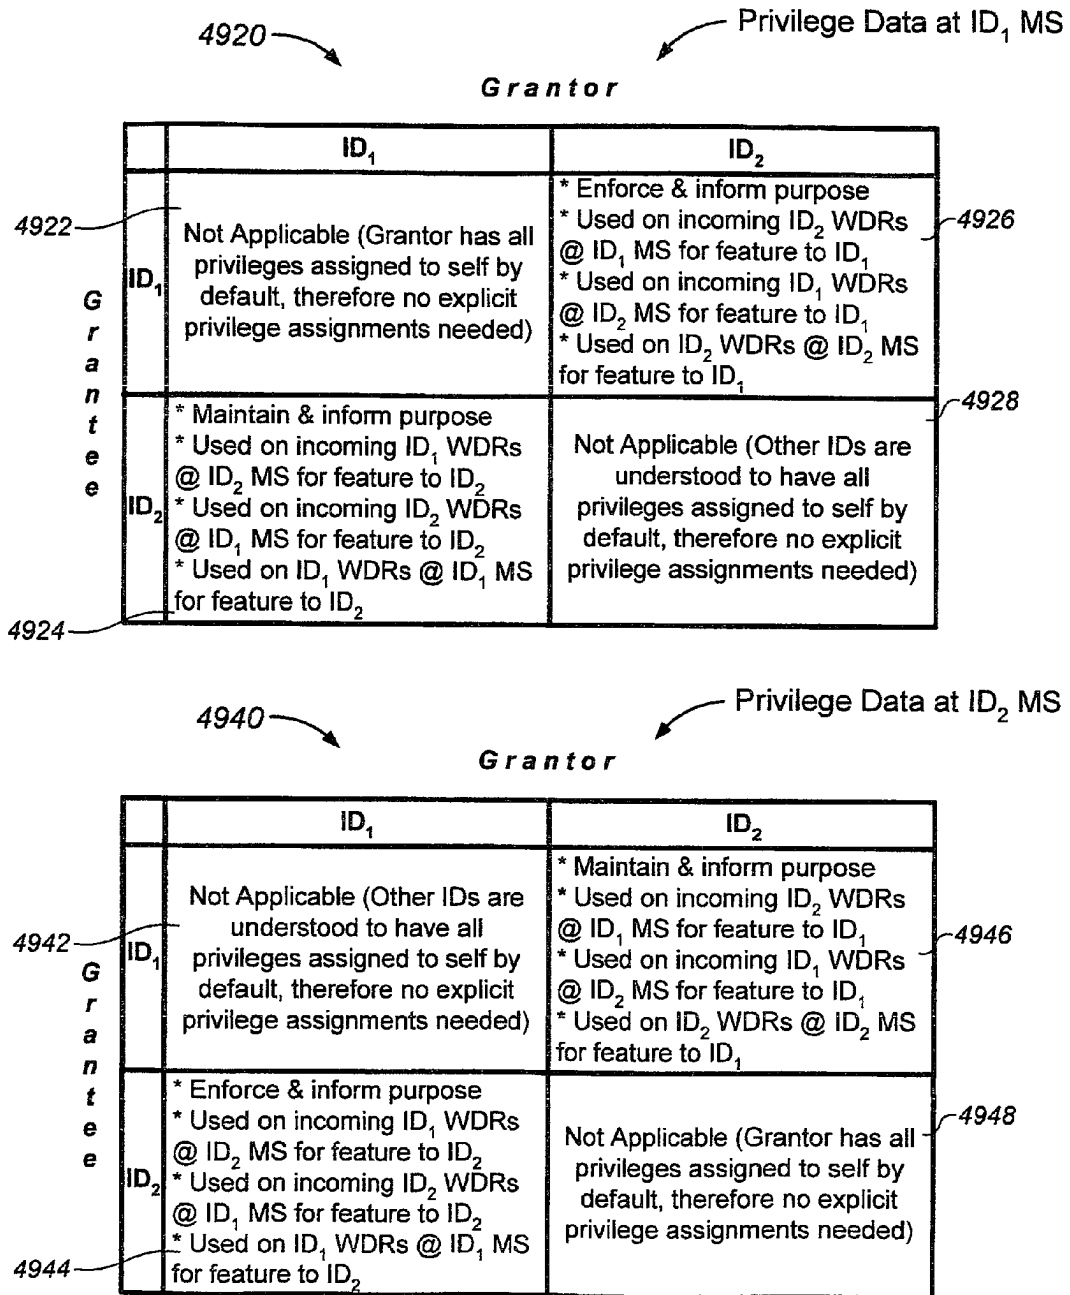 4920
Privilege Data at ID₁ MS
Grantor
ID₁
ID₂
Grantee
ID₁
4922
Not Applicable (Grantor has all
privileges assigned to self by
default, therefore no explicit
privilege assignments needed)
* Enforce & inform purpose
* Used on incoming ID₂ WDRs
@ ID₁ MS for feature to ID₁
* Used on incoming ID₁ WDRs
@ ID₂ MS for feature to ID₁
* Used on ID₂ WDRs @ ID₂ MS
for feature to ID₁
4926
ID₂
* Maintain & inform purpose
* Used on incoming ID₁ WDRs
@ ID₂ MS for feature to ID₂
* Used on incoming ID₂ WDRs
@ ID₁ MS for feature to ID₂
* Used on ID₁ WDRs @ ID₁ MS
for feature to ID₂
4924
Not Applicable (Other IDs are
understood to have all
privileges assigned to self by
default, therefore no explicit
privilege assignments needed)
4928
4940
Privilege Data at ID₂ MS
Grantor
ID₁
ID₂
Grantee
ID₁
4942
Not Applicable (Other IDs are
understood to have all
privileges assigned to self by
default, therefore no explicit
privilege assignments needed)
* Maintain & inform purpose
* Used on incoming ID₂ WDRs
@ ID₁ MS for feature to ID₁
* Used on incoming ID₁ WDRs
@ ID₂ MS for feature to ID₁
* Used on ID₂ WDRs @ ID₂ MS
for feature to ID₁
4946
ID₂
* Enforce & inform purpose
* Used on incoming ID₁ WDRs
@ ID₂ MS for feature to ID₂
* Used on incoming ID₂ WDRs
@ ID₁ MS for feature to ID₂
* Used on ID₁ WDRs @ ID₁ MS
for feature to ID₂
4944
Not Applicable (Grantor has all
privileges assigned to self by
default, therefore no explicit
privilege assignments needed)
4948